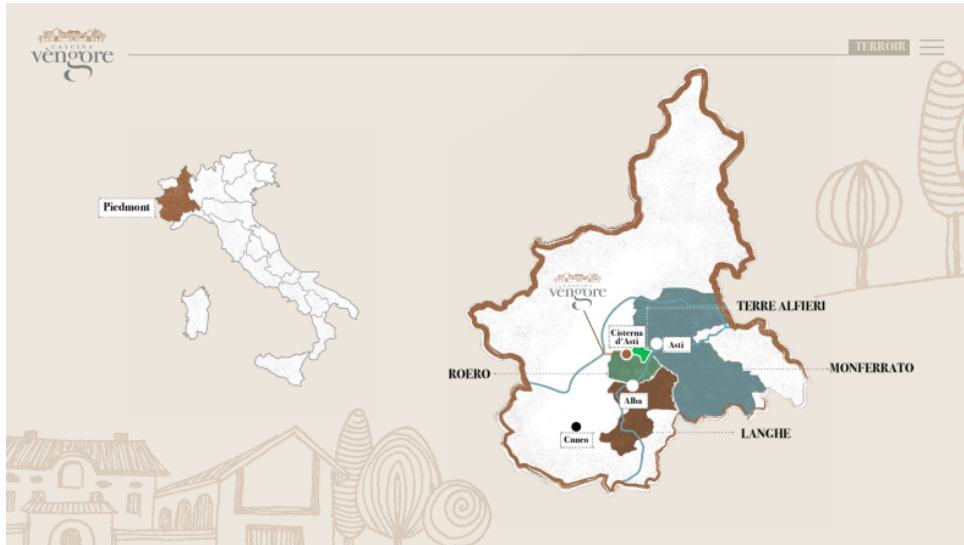 CASCINA
vèngore
TERROIR
Piedmont
CASCINA
vèngore
TERRE ALFIERI
Cisterna
d'Asti
Asti
ROERO
MONFERRATO
Alba
LANGHE
Cuneo